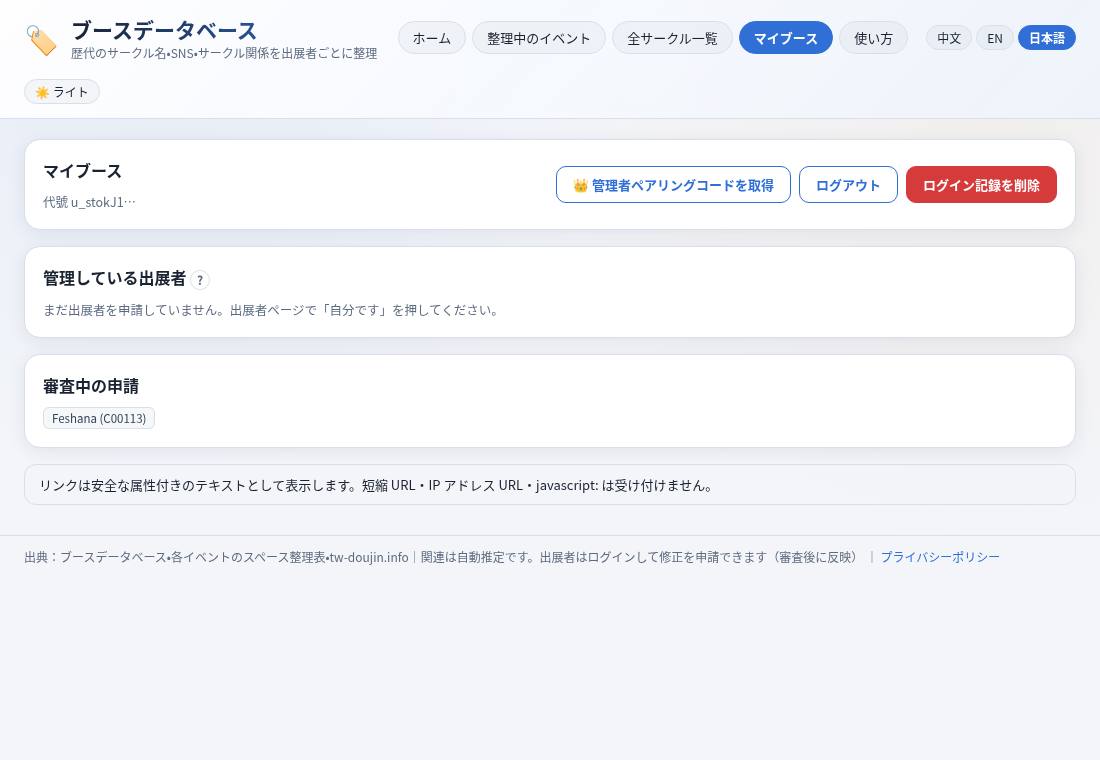 ブースデータベース
歴代のサークル名•SNS•サークル関係を出展者ごとに整理
ホーム
整理中のイベント
全サークル一覧
マイブース
使い方
中文
EN
日本語
☀️ ライト
マイブース
代號 u_stokJ1…
👑 管理者ペアリングコードを取得
ログアウト
ログイン記録を削除
管理している出展者 ?
まだ出展者を申請していません。出展者ページで「自分です」を押してください。
審査中の申請
Feshana (C00113)
リンクは安全な属性付きのテキストとして表示します。短縮 URL・IP アドレス URL・javascript: は受け付けません。
出典：ブースデータベース•各イベントのスペース整理表•tw-doujin.info｜関連は自動推定です。出展者はログインして修正を申請できます（審査後に反映） ｜ プライバシーポリシー